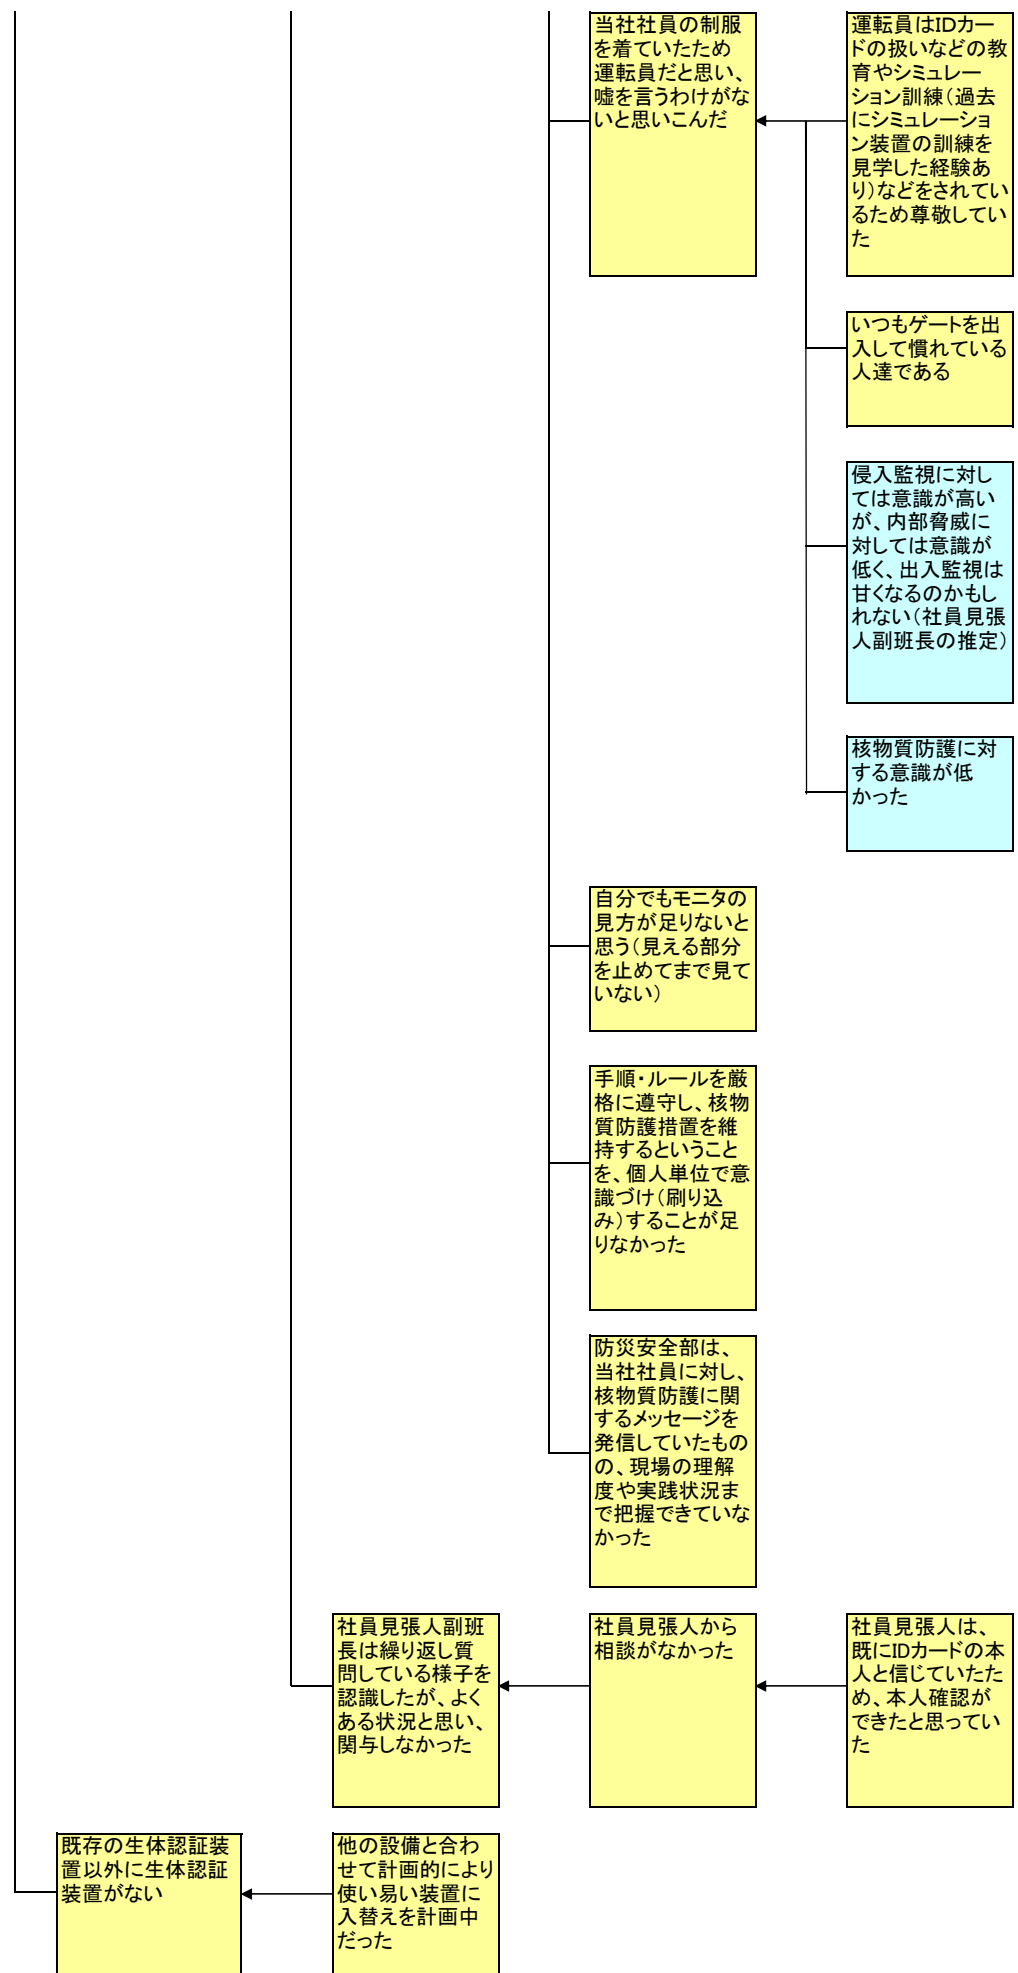 当社社員の制服
を着ていたため
運転員だと思い、
嘘を言うわけがな
いと思いこんだ
運転員はIDカー
ドの扱いなどの教
育やシミュレー
ション訓練(過去
にシミュレーショ
ン装置の訓練を
見学した経験あ
り)などをされてい
るため尊敬してい
た
いつもゲートを出
入して慣れている
人達である
侵入監視に対し
ては意識が高い
が、内部脅威に
対しては意識が
低く、出入監視は
甘くなるのかもし
れない(社員見張
人副班長の推定)
核物質防護に対
する意識が低
かった
自分でもモニタの
見方が足りないと
思う(見える部分
を止めてまで見て
いない)
手順・ルールを厳
格に遵守し、核物
質防護措置を維
持するということ
を、個人単位で意
識づけ(刷り込
み)することが足
りなかった
防災安全部は、
当社社員に対し、
核物質防護に関
するメッセージを
発信していたもの
の、現場の理解
度や実践状況ま
で把握できていな
かった
社員見張人副班
長は繰り返し質
問している様子を
認識したが、よく
ある状況と思い、
関与しなかった
社員見張人から
相談がなかった
社員見張人は、
既にIDカードの本
人と信じていたた
め、本人確認が
できたと思ってい
た
既存の生体認証装
置以外に生体認証
装置がない
他の設備と合わ
せて計画的により
使い易い装置に
入替えを計画中
だった